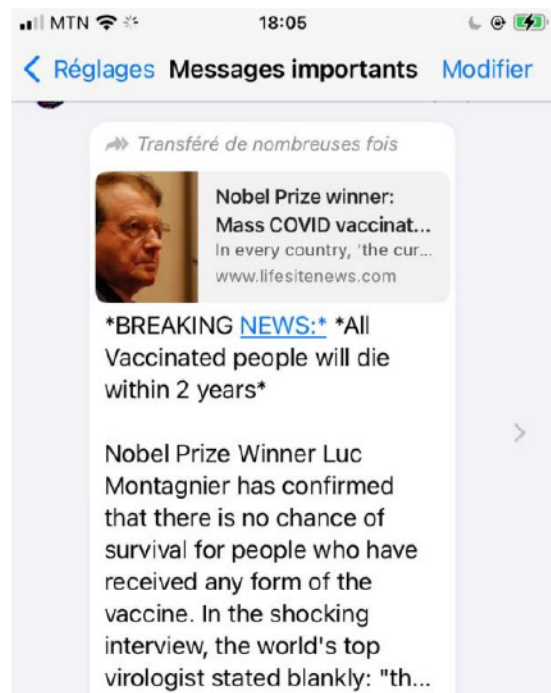 MTN 18:05
Réglages Messages importants Modifier
Transféré de nombreuses fois
Nobel Prize winner:
Mass COVID vaccinat...
In every country, 'the cur...
www.lifesitenews.com
*BREAKING NEWS:* *All
Vaccinated people will die
within 2 years*
Nobel Prize Winner Luc
Montagnier has confirmed
that there is no chance of
survival for people who have
received any form of the
vaccine. In the shocking
interview, the world's top
virologist stated blankly: "th...